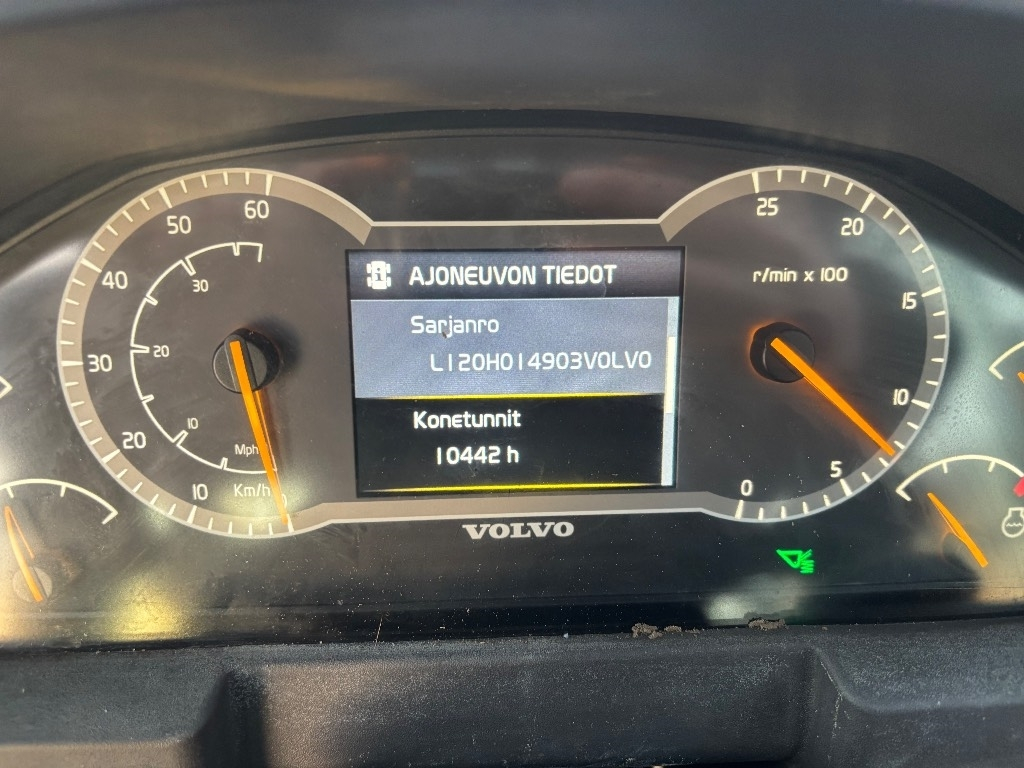 AJONEUVON TIEDOT
Sarjanro
L120H014903VOLVO
Konetunnit
10442 h
60
50
40
30
20
10
0
Km/h
30
20
10
Mph
25
20
15
10
5
0
r/min x 100
VOLVO